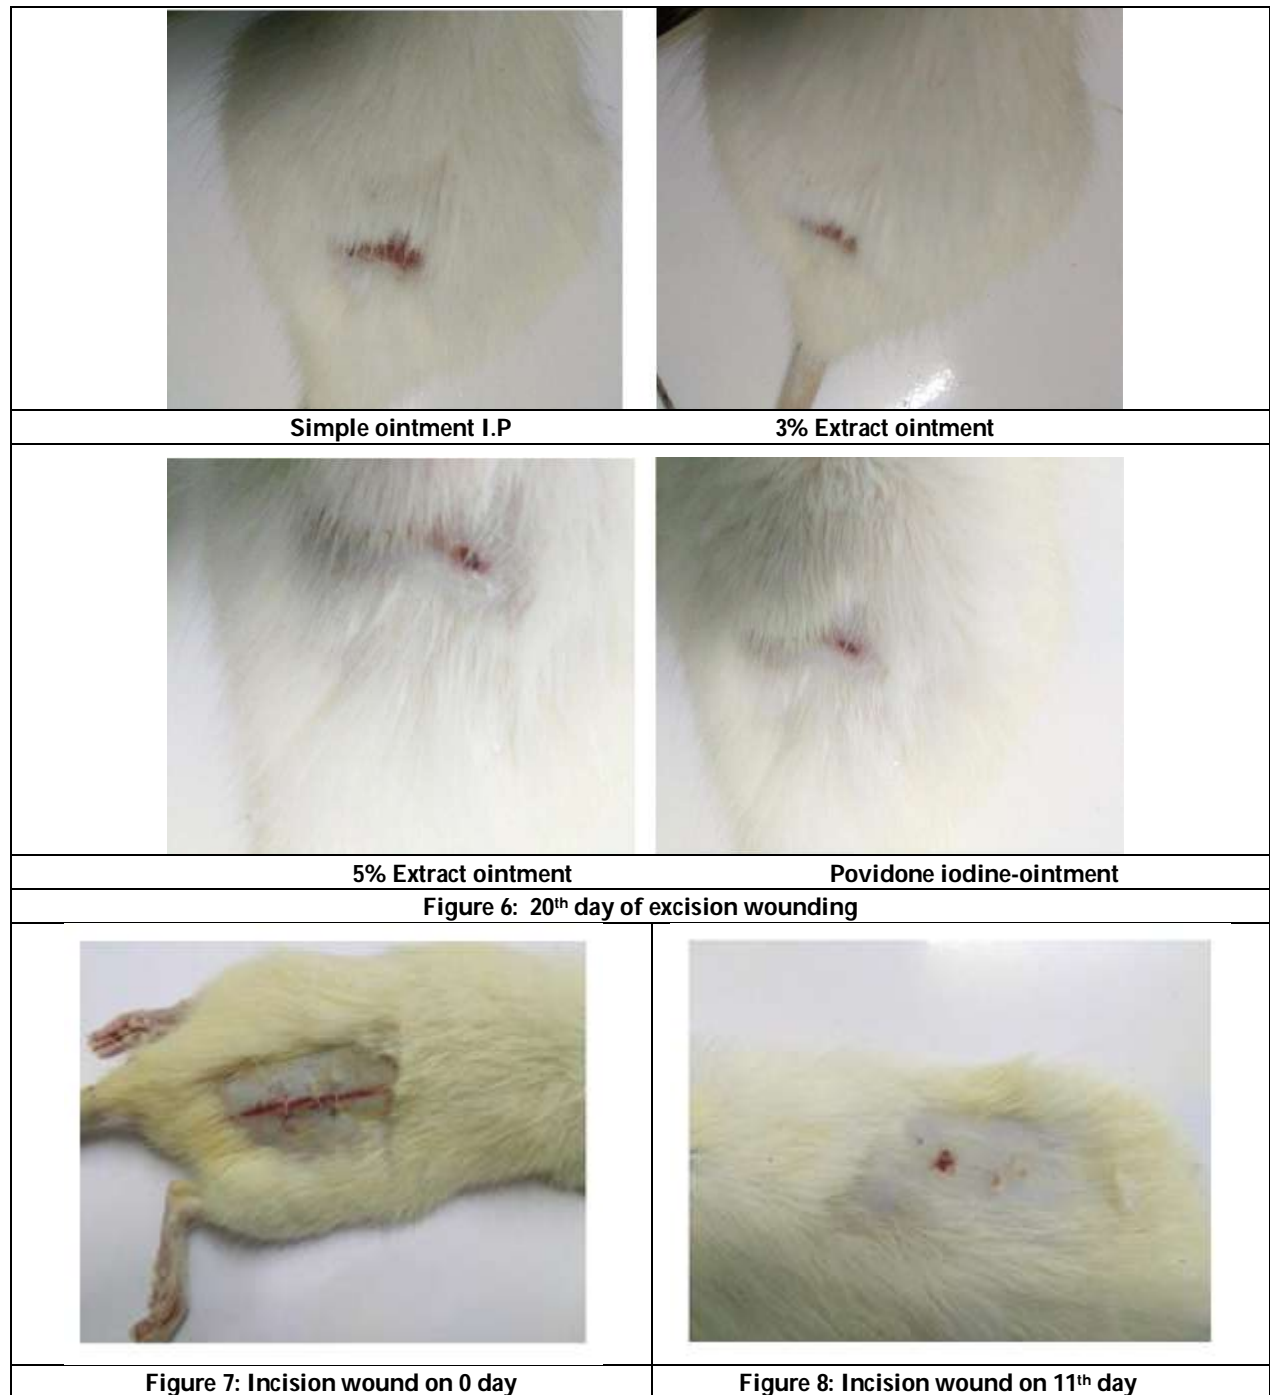 Simple ointment I.P 3% Extract ointment
5% Extract ointment Povidone iodine-ointment
Figure 6: 20th day of excision wounding
Figure 7: Incision wound on 0 day Figure 8: Incision wound on 11th day